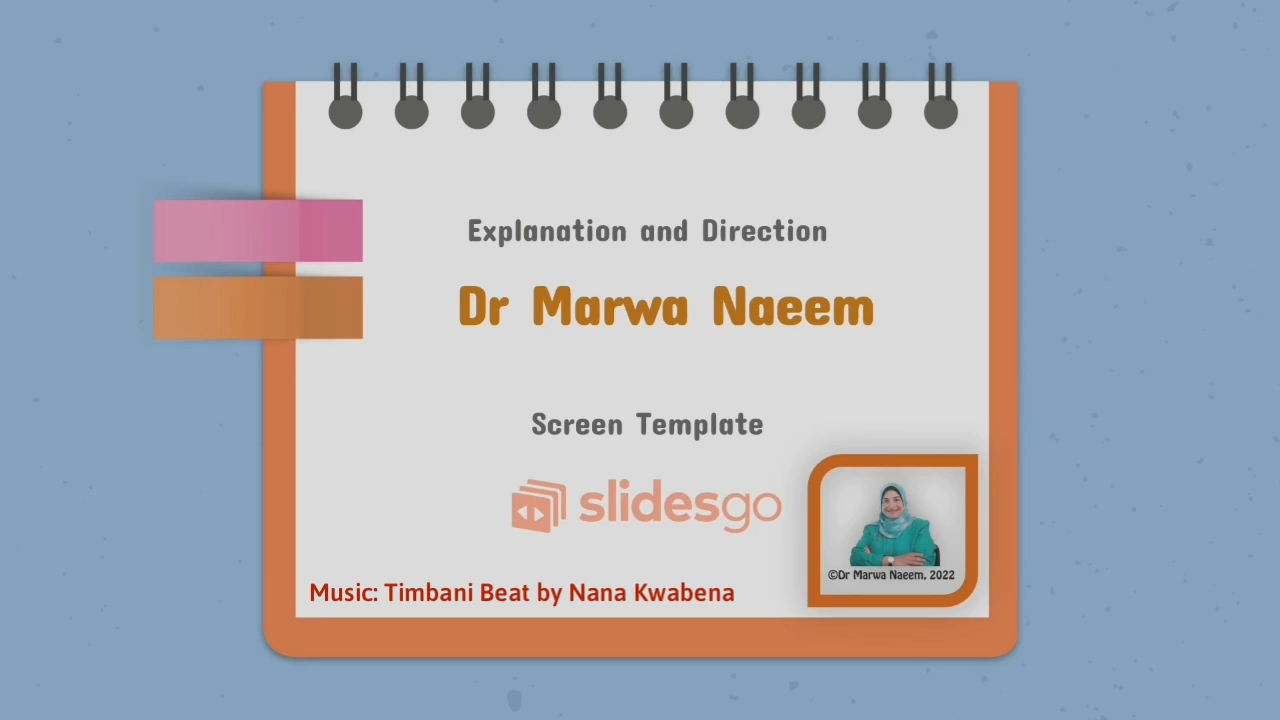 Explanation and Direction
Dr Marwa Naeem
Screen Template
slidesgo
©Dr Marwa Naeem, 2022
Music: Timbani Beat by Nana Kwabena